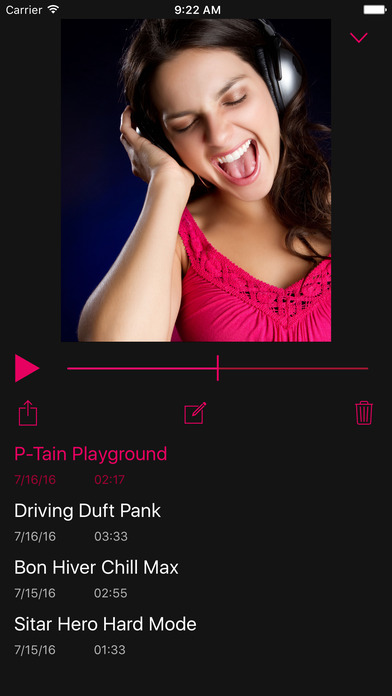 Carrier 9:22 AM
P-Tain Playground
7/16/16 02:17
Driving Duft Pank
7/16/16 03:33
Bon Hiver Chill Max
7/15/16 02:55
Sitar Hero Hard Mode
7/15/16 01:33